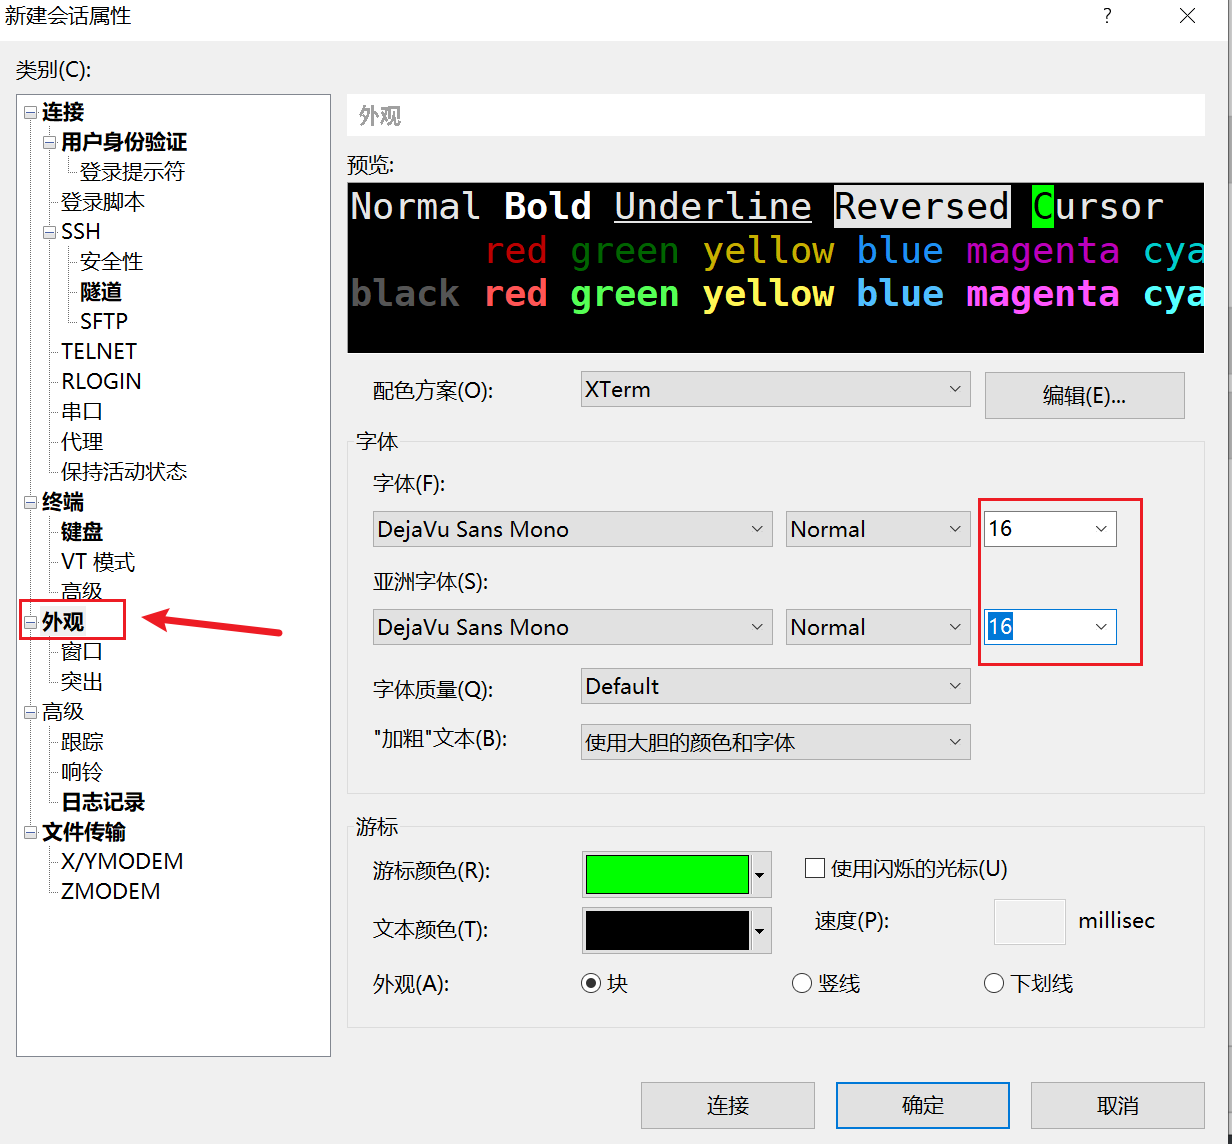 新建会话属性
?
类别(C):
连接
用户身份验证
登录提示符
登录脚本
SSH
安全性
隧道
SFTP
TELNET
RLOGIN
串口
代理
保持活动状态
终端
键盘
VT 模式
高级
外观
窗口
突出
高级
跟踪
响铃
日志记录
文件传输
X/YMODEM
ZMODEM
外观
预览:
Normal Bold Underline Reversed Cursor
red green yellow blue magenta cya
black red green yellow blue magenta cya
配色方案(O): XTerm 编辑(E)...
字体
字体(F):
DejaVu Sans Mono Normal 16
亚洲字体(S):
DejaVu Sans Mono Normal 16
字体质量(Q): Default
"加粗"文本(B): 使用大胆的颜色和字体
游标
游标颜色(R): 使用闪烁的光标(U)
文本颜色(T): 速度(P): millisec
外观(A): 块 竖线 下划线
连接 确定 取消